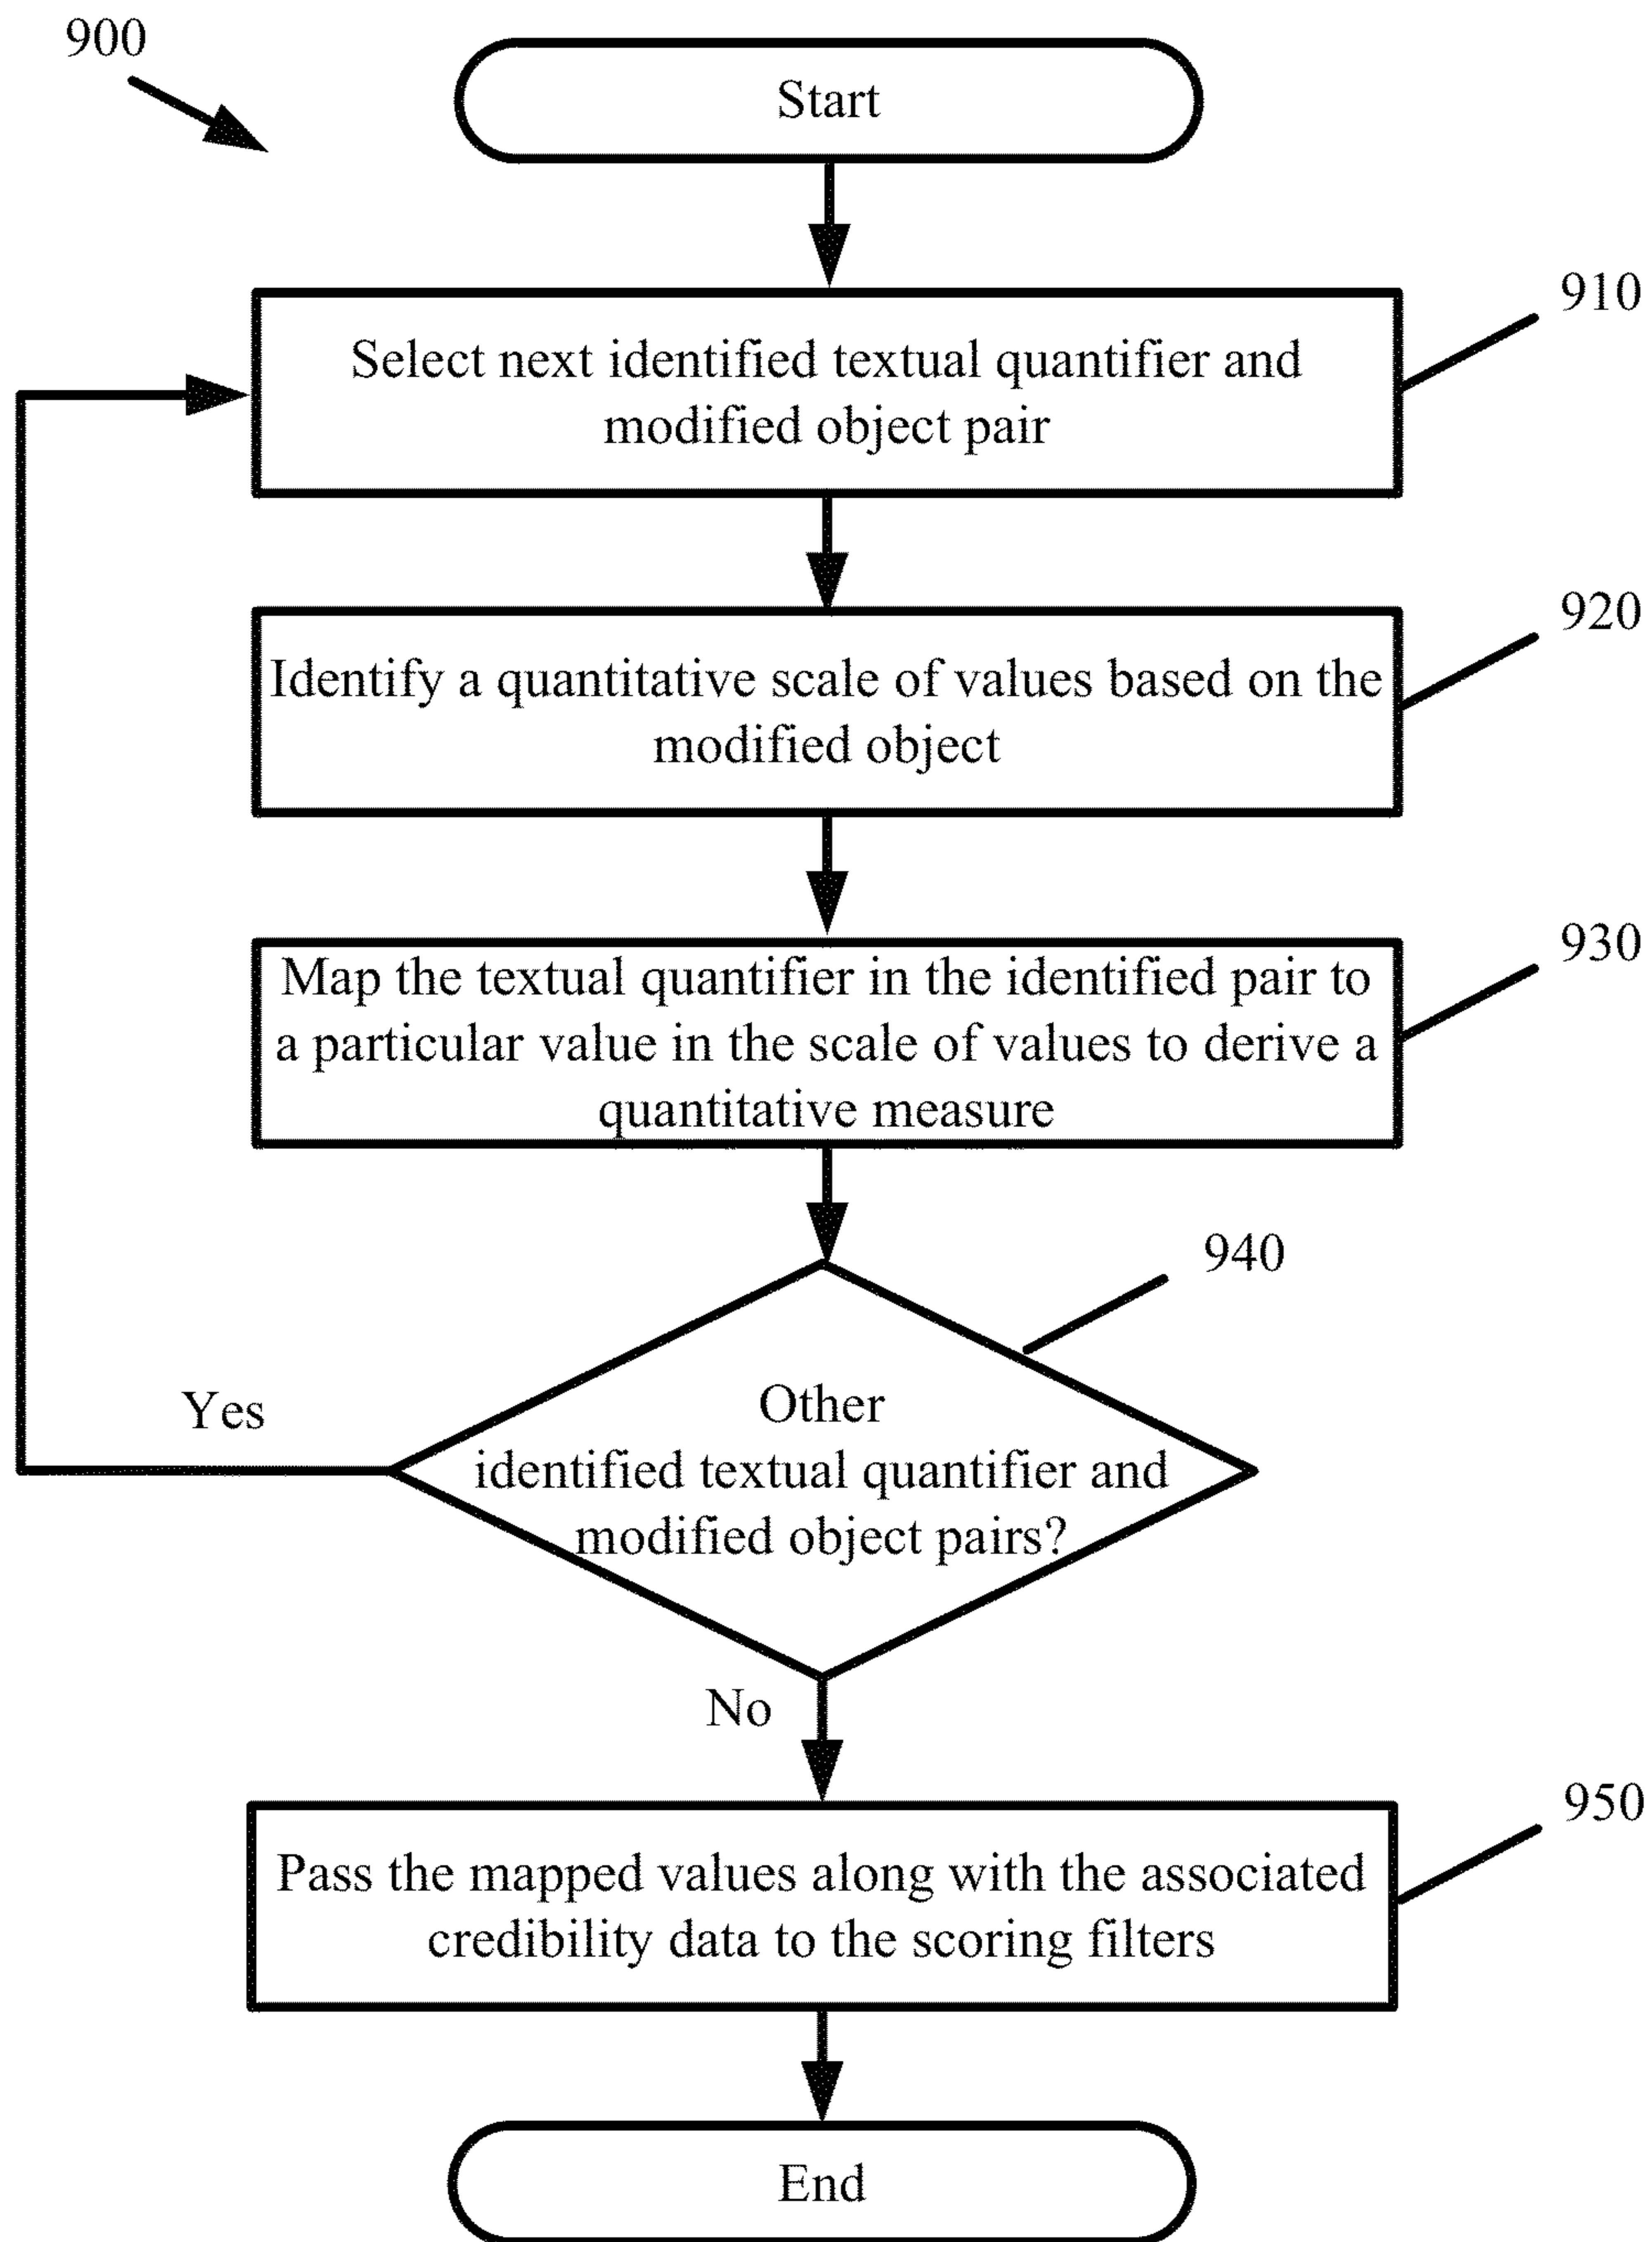 900
Start
910
Select next identified textual quantifier and
modified object pair
920
Identify a quantitative scale of values based on the
modified object
930
Map the textual quantifier in the identified pair to
a particular value in the scale of values to derive a
quantitative measure
940
Other
identified textual quantifier and
modified object pairs?
Yes
No
950
Pass the mapped values along with the associated
credibility data to the scoring filters
End